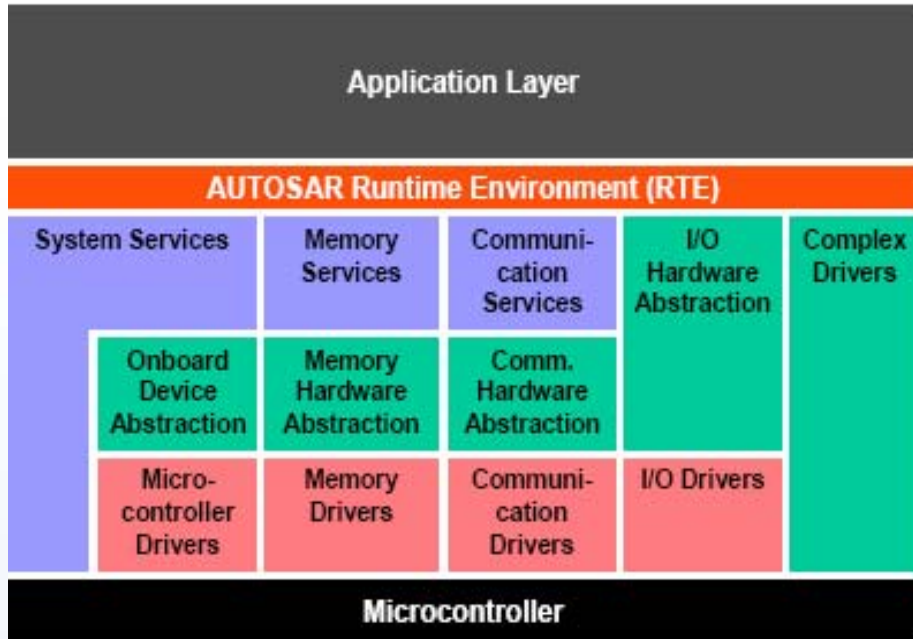 Application Layer
AUTOSAR Runtime Environment (RTE)
System Services
Memory
Services
Communi-
cation
Services
I/O
Hardware
Abstraction
Complex
Drivers
Onboard
Device
Abstraction
Memory
Hardware
Abstraction
Comm.
Hardware
Abstraction
Micro-
controller
Drivers
Memory
Drivers
Communi-
cation
Drivers
I/O Drivers
Microcontroller